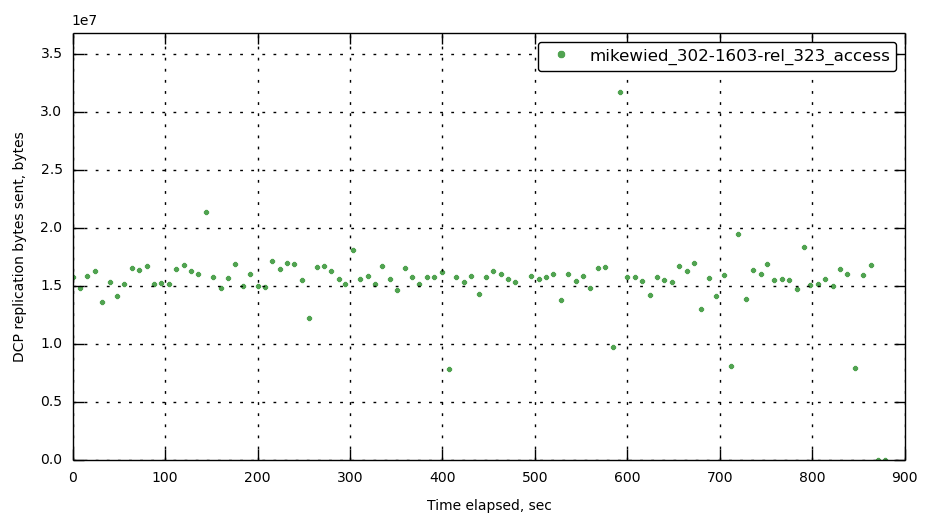 1e7
mikewied_302-1603-rel_323_access
3.5
3.0
2.5
2.0
1.5
1.0
0.5
0.0
DCP replication bytes sent, bytes
0 100 200 300 400 500 600 700 800 900
Time elapsed, sec